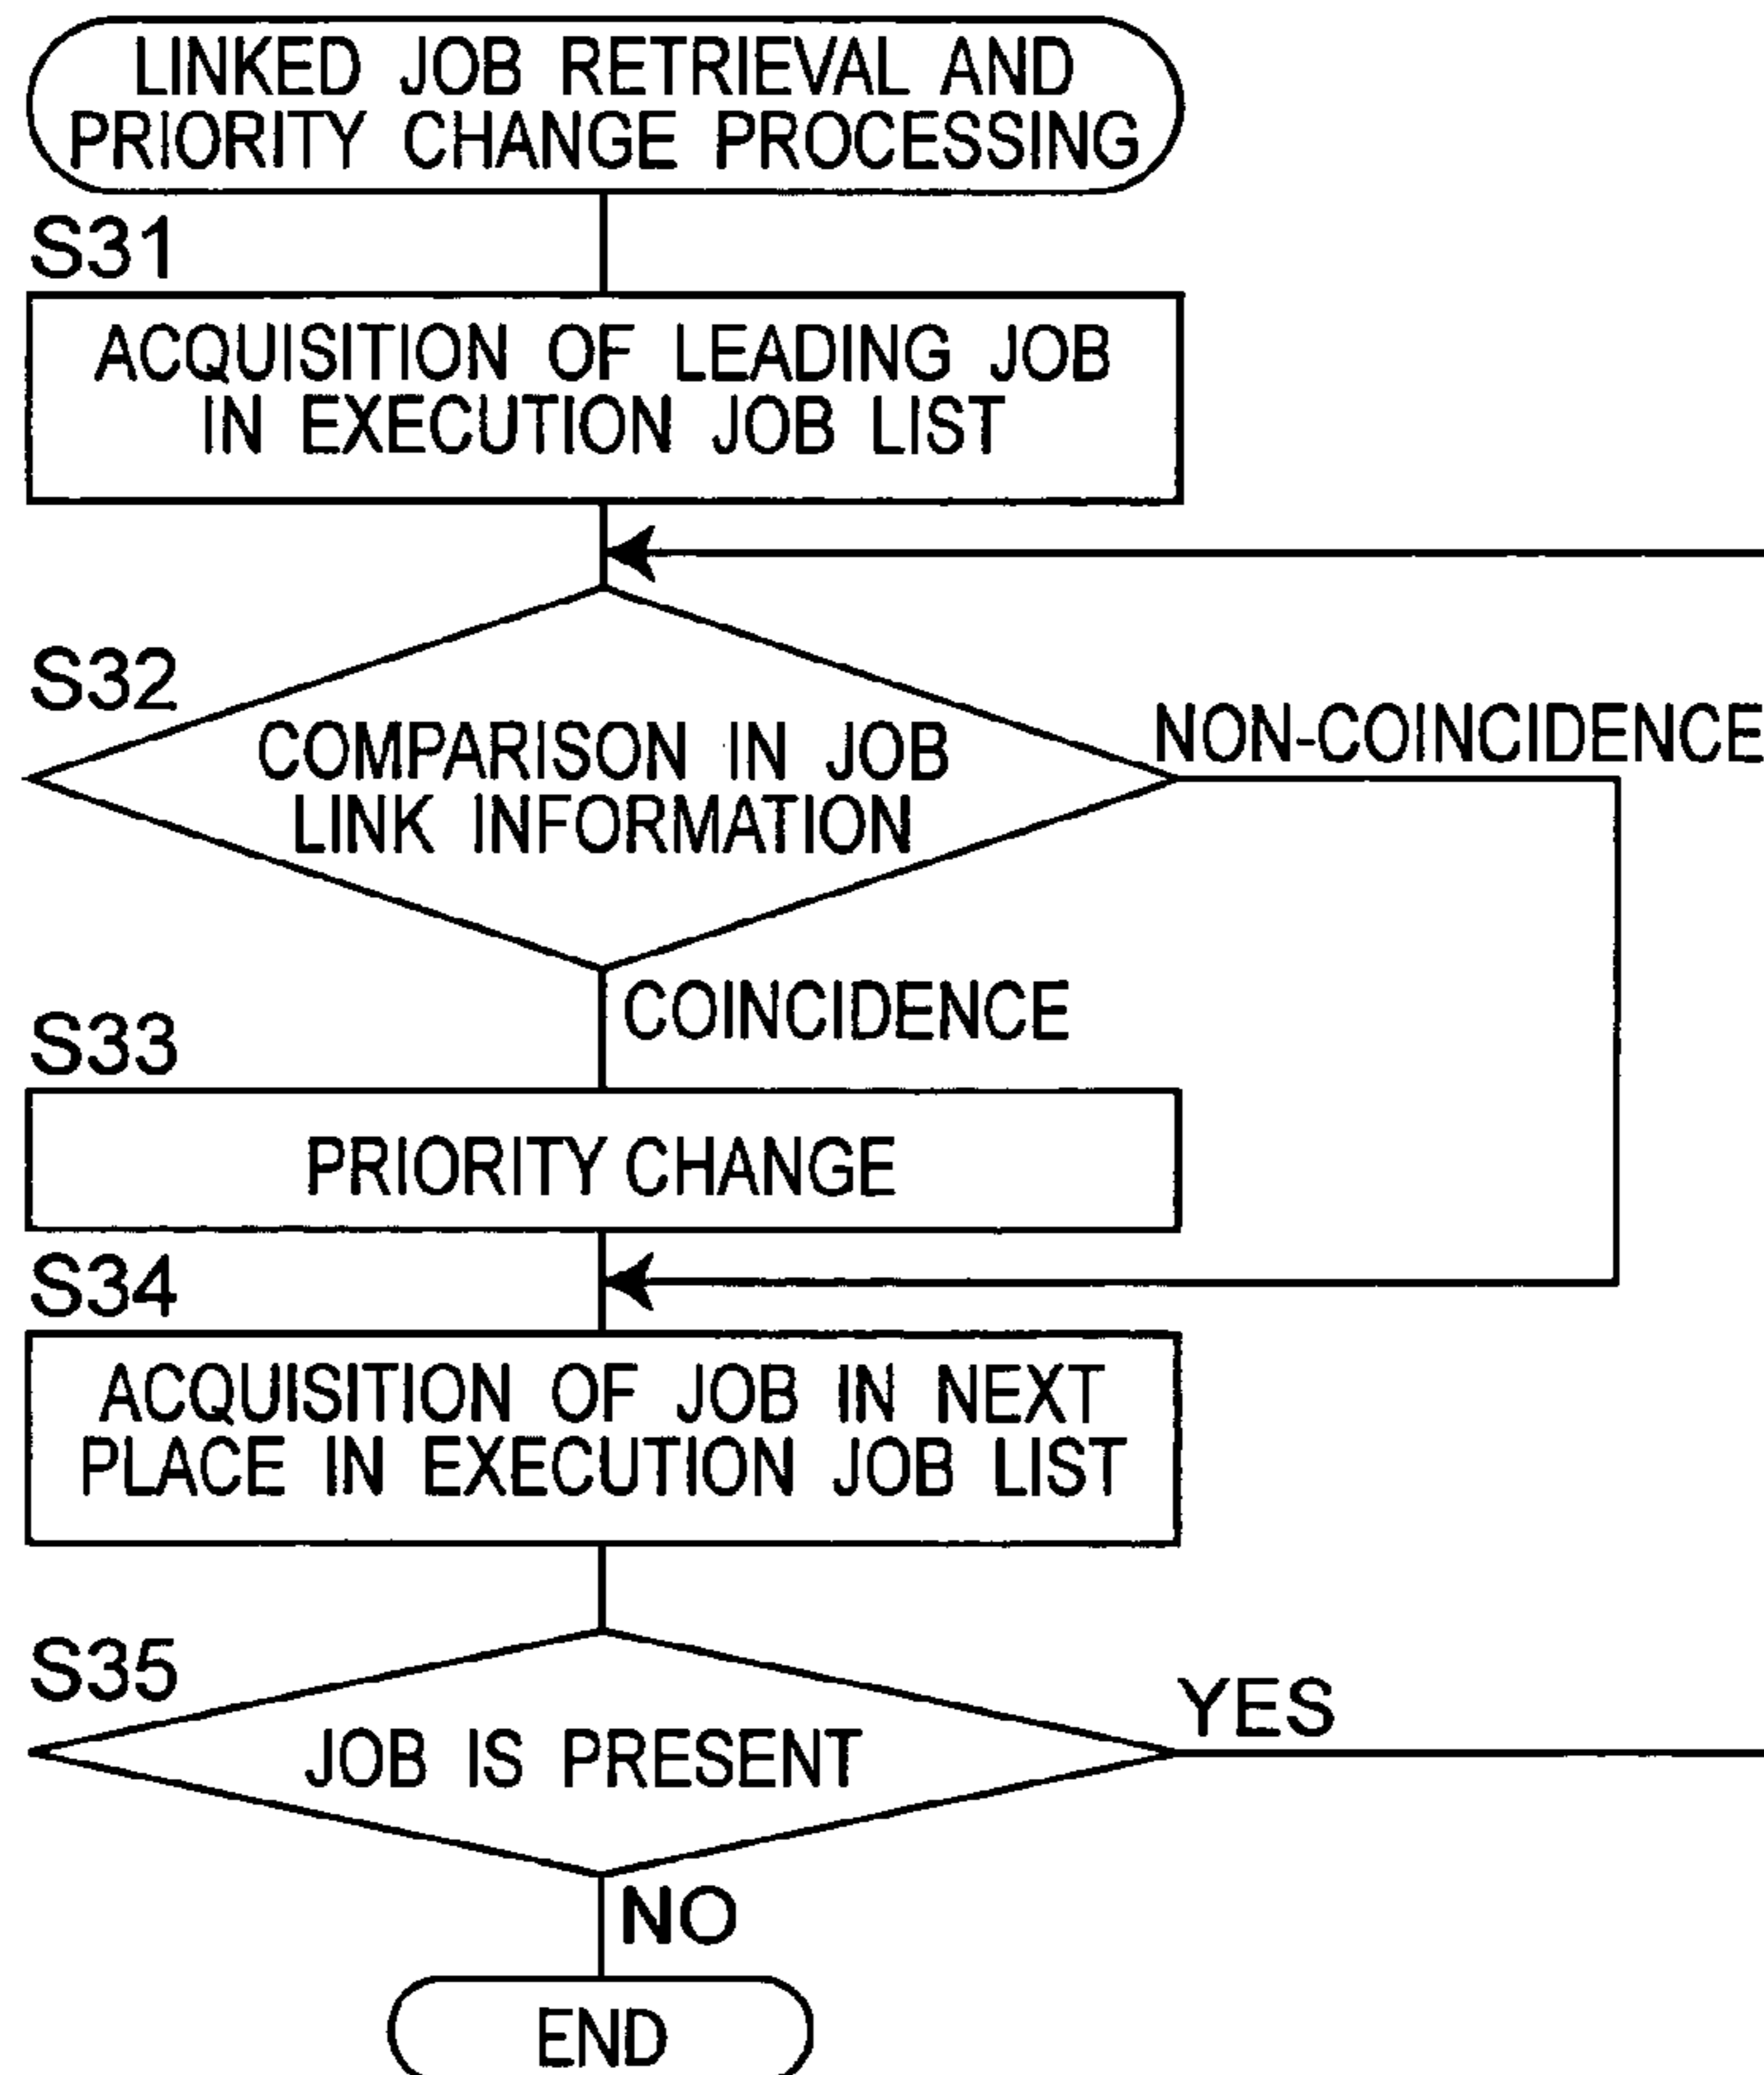 LINKED JOB RETRIEVAL AND
PRIORITY CHANGE PROCESSING
S31
ACQUISITION OF LEADING JOB
IN EXECUTION JOB LIST
S32
COMPARISON IN JOB
LINK INFORMATION
NON-COINCIDENCE
COINCIDENCE
S33
PRIORITY CHANGE
S34
ACQUISITION OF JOB IN NEXT
PLACE IN EXECUTION JOB LIST
S35
JOB IS PRESENT
YES
NO
END